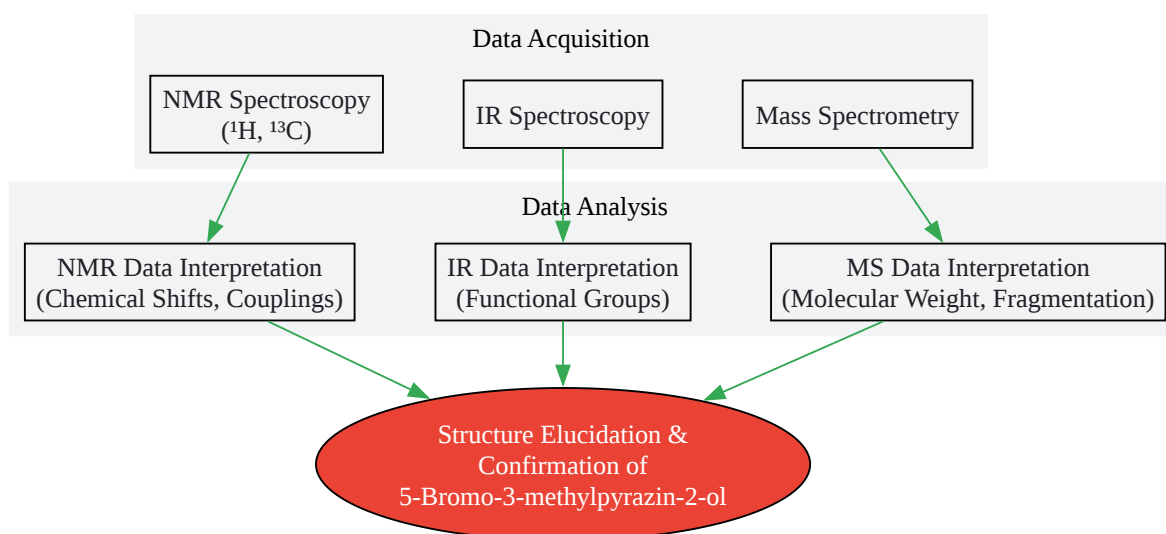 Data Acquisition
NMR Spectroscopy
(¹H, ¹³C)
IR Spectroscopy
Mass Spectrometry
Data Analysis
NMR Data Interpretation
(Chemical Shifts, Couplings)
IR Data Interpretation
(Functional Groups)
MS Data Interpretation
(Molecular Weight, Fragmentation)
Structure Elucidation &
Confirmation of
5-Bromo-3-methylpyrazin-2-ol